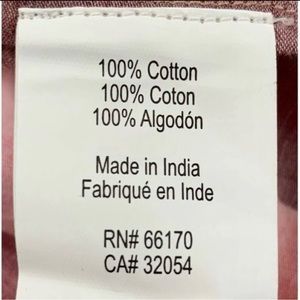 100% Cotton
100% Coton
100% Algodón
Made in India
Fabriqué en Inde
RN# 66170
CA# 32054